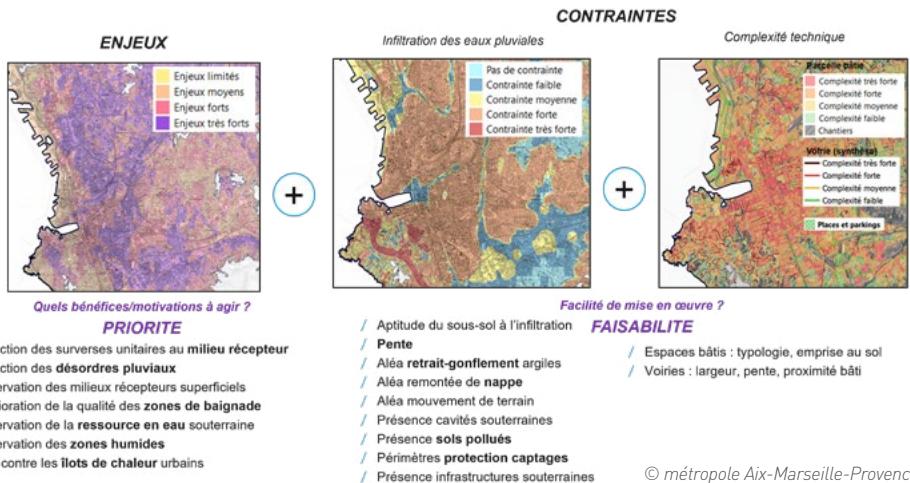 CONTRAINTES
ENJEUX
Infiltration des eaux pluviales
Complexité technique
Enjeux limités
Enjeux moyens
Enjeux forts
Enjeux très forts
Pas de contrainte
Contrainte faible
Contrainte moyenne
Contrainte forte
Contrainte très forte
Parcelle bâtie
Complexité très forte
Complexité forte
Complexité moyenne
Complexité faible
Chantiers
Voirie (synthèse)
Complexité très forte
Complexité forte
Complexité moyenne
Complexité faible
Places et parkings
+
+
Quels bénéfices/motivations à agir ?
PRIORITE
ction des surverses unitaires au milieu récepteur
ction des désordres pluviaux
ervation des milieux récepteurs superficiels
ioration de la qualité des zones de baignade
ervation de la ressource en eau souterraine
ervation des zones humides
contre les îlots de chaleur urbains
Facilité de mise en œuvre ?
FAISABILITE
/ Aptitude du sous-sol à l'infiltration
/ Pente
/ Aléa retrait-gonflement argiles
/ Aléa remontée de nappe
/ Aléa mouvement de terrain
/ Présence cavités souterraines
/ Présence sols pollués
/ Périmètres protection captages
/ Présence infrastructures souterraines
/ Espaces bâtis : typologie, emprise au sol
/ Voiries : largeur, pente, proximité bâti
© métropole Aix-Marseille-Provenc